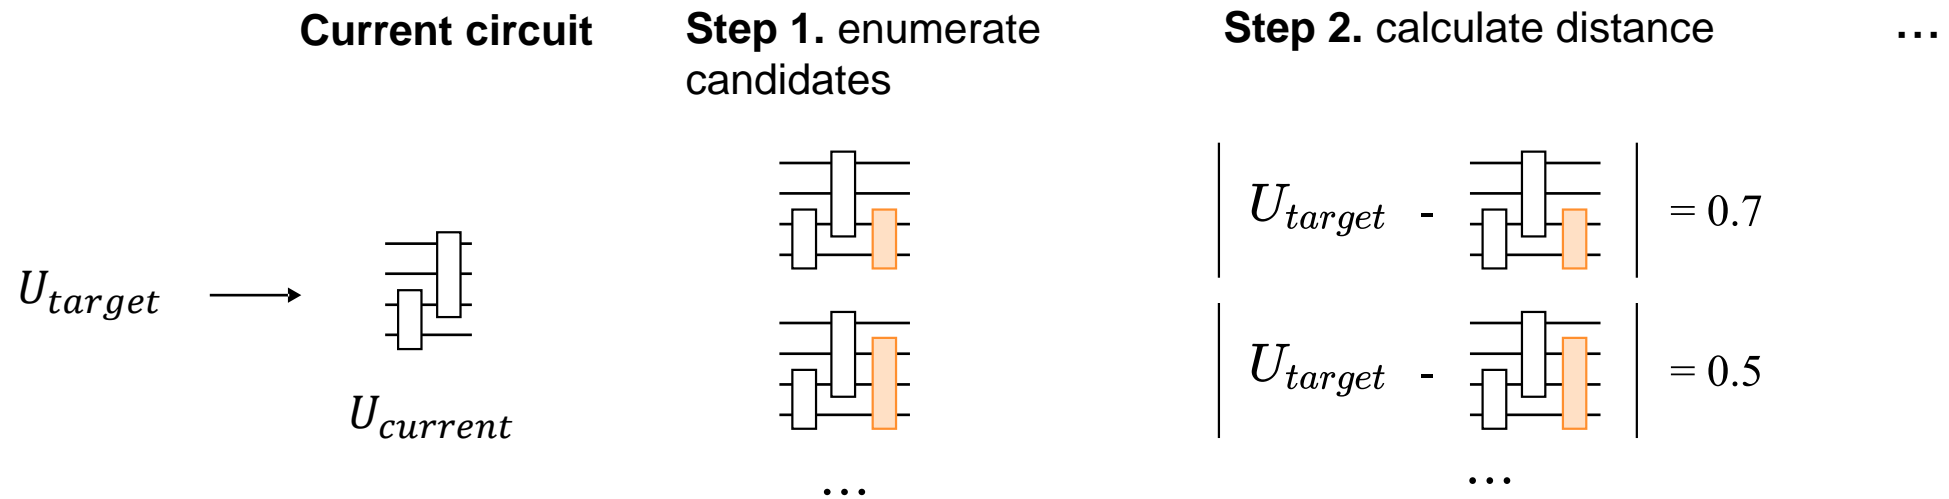 Current circuit
Step 1. enumerate
candidates
Step 2. calculate distance
...
U_target
U_current
...
| U_target - | = 0.7
| U_target - | = 0.5
...